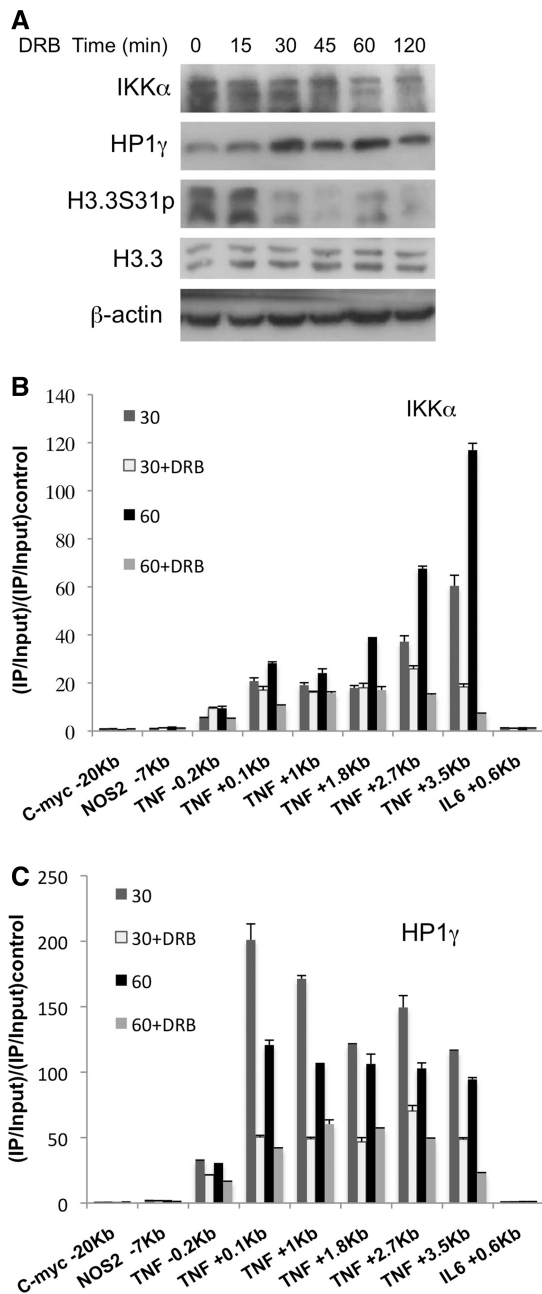 A
DRB Time (min) 0 15 30 45 60 120
IKKα
HP1γ
H3.3S31p
H3.3
β-actin
B
(IP/Input)/(IP/Input)control
140
120
100
80
60
40
20
0
30
30+DRB
60
60+DRB
IKKα
C-myc -20Kb
NOS2 -7Kb
TNF -0.2Kb
TNF +0.1Kb
TNF +1Kb
TNF +1.8Kb
TNF +2.7Kb
TNF +3.5Kb
IL6 +0.6Kb
C
(IP/Input)/(IP/Input)control
250
200
150
100
50
0
30
30+DRB
60
60+DRB
HP1γ
C-myc -20Kb
NOS2 -7Kb
TNF -0.2Kb
TNF +0.1Kb
TNF +1Kb
TNF +1.8Kb
TNF +2.7Kb
TNF +3.5Kb
IL6 +0.6Kb